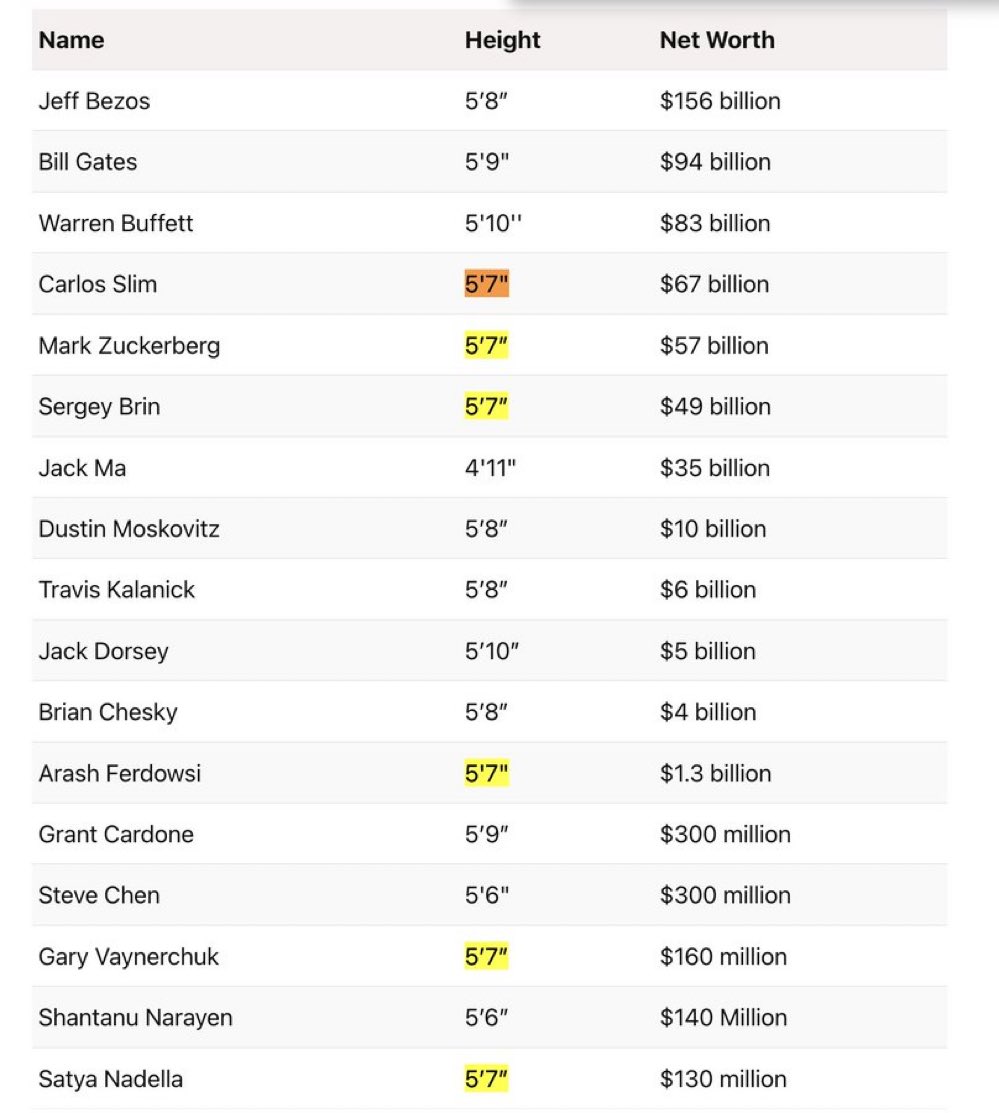 Name Height Net Worth
Jeff Bezos 5’8” $156 billion
Bill Gates 5'9" $94 billion
Warren Buffett 5'10'' $83 billion
Carlos Slim 5'7" $67 billion
Mark Zuckerberg 5’7” $57 billion
Sergey Brin 5’7” $49 billion
Jack Ma 4'11" $35 billion
Dustin Moskovitz 5’8” $10 billion
Travis Kalanick 5’8” $6 billion
Jack Dorsey 5’10” $5 billion
Brian Chesky 5’8” $4 billion
Arash Ferdowsi 5'7" $1.3 billion
Grant Cardone 5’9” $300 million
Steve Chen 5'6" $300 million
Gary Vaynerchuk 5’7” $160 million
Shantanu Narayen 5’6” $140 Million
Satya Nadella 5’7” $130 million